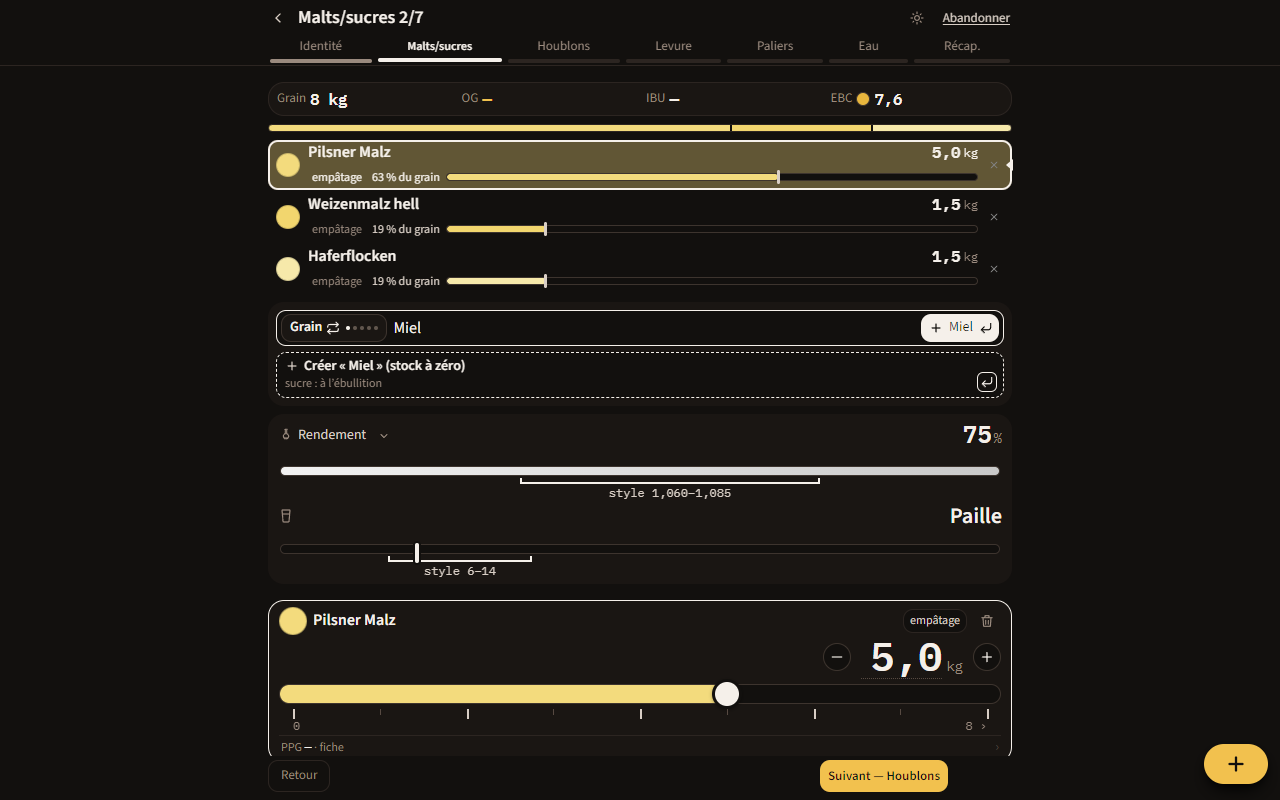 Malts/sucres 2/7
Abandonner
Identité Malts/sucres Houblons Levure Paliers Eau Récap.
Grain 8 kg OG — IBU — EBC 7,6
Pilsner Malz 5,0 kg
empâtage 63 % du grain
Weizenmalz hell 1,5 kg
empâtage 19 % du grain
Haferflocken 1,5 kg
empâtage 19 % du grain
Grain Miel + Miel
+ Créer « Miel » (stock à zéro)
sucre : à l'ébullition
Rendement 75%
style 1,060–1,085
Paille
style 6–14
Pilsner Malz empâtage
− 5,0 kg +
0 8 ›
PPG — · fiche ›
Retour Suivant — Houblons
+